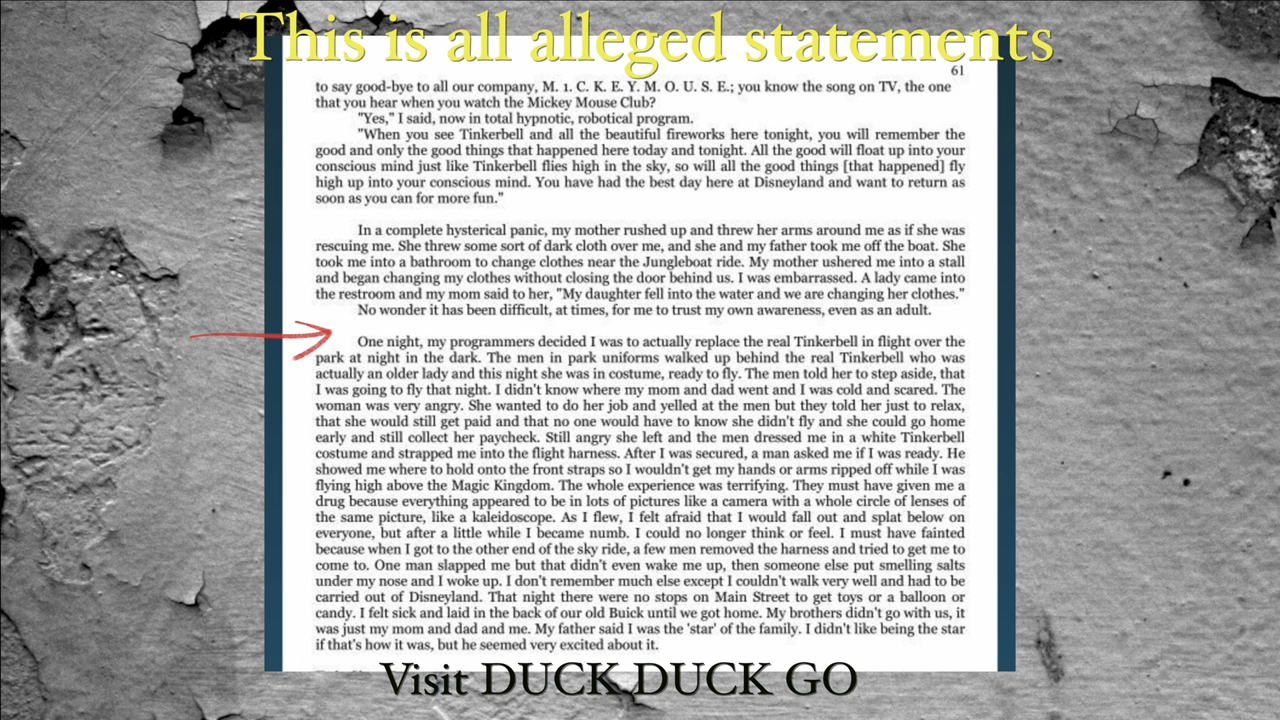 This is all alleged statements
61
to say good-bye to all our company, M. 1. C. K. E. Y. M. O. U. S. E.; you know the song on TV, the one
that you hear when you watch the Mickey Mouse Club?
"Yes," I said, now in total hypnotic, robotical program.
"When you see Tinkerbell and all the beautiful fireworks here tonight, you will remember the
good and only the good things that happened here today and tonight. All the good will float up into your
conscious mind just like Tinkerbell flies high in the sky, so will all the good things [that happened] fly
high up into your conscious mind. You have had the best day here at Disneyland and want to return as
soon as you can for more fun."
In a complete hysterical panic, my mother rushed up and threw her arms around me as if she was
rescuing me. She threw some sort of dark cloth over me, and she and my father took me off the boat. She
took me into a bathroom to change clothes near the Jungleboat ride. My mother ushered me into a stall
and began changing my clothes without closing the door behind us. I was embarrassed. A lady came into
the restroom and my mom said to her, "My daughter fell into the water and we are changing her clothes."
No wonder it has been difficult, at times, for me to trust my own awareness, even as an adult.
One night, my programmers decided I was to actually replace the real Tinkerbell in flight over the
park at night in the dark. The men in park uniforms walked up behind the real Tinkerbell who was
actually an older lady and this night she was in costume, ready to fly. The men told her to step aside, that
I was going to fly that night. I didn't know where my mom and dad went and I was cold and scared. The
woman was very angry. She wanted to do her job and yelled at the men but they told her just to relax,
that she would still get paid and that no one would have to know she didn't fly and she could go home
early and still collect her paycheck. Still angry she left and the men dressed me in a white Tinkerbell
costume and strapped me into the flight harness. After I was secured, a man asked me if I was ready. He
showed me where to hold onto the front straps so I wouldn't get my hands or arms ripped off while I was
flying high above the Magic Kingdom. The whole experience was terrifying. They must have given me a
drug because everything appeared to be in lots of pictures like a camera with a whole circle of lenses of
the same picture, like a kaleidoscope. As I flew, I felt afraid that I would fall out and splat below on
everyone, but after a little while I became numb. I could no longer think or feel. I must have fainted
because when I got to the other end of the sky ride, a few men removed the harness and tried to get me to
come to. One man slapped me but that didn't even wake me up, then someone else put smelling salts
under my nose and I woke up. I don't remember much else except I couldn't walk very well and had to be
carried out of Disneyland. That night there were no stops on Main Street to get toys or a balloon or
candy. I felt sick and laid in the back of our old Buick until we got home. My brothers didn't go with us, it
was just my mom and dad and me. My father said I was the 'star' of the family. I didn't like being the star
if that's how it was, but he seemed very excited about it.
Visit DUCK DUCK GO